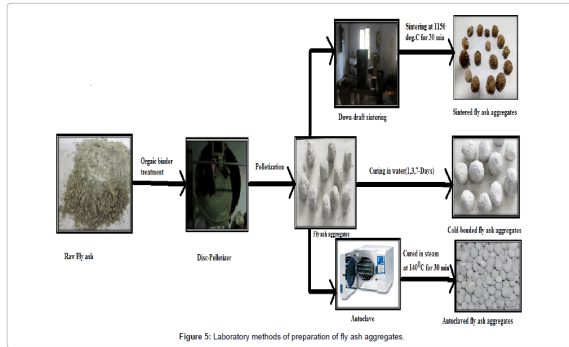 Sintering at 1150
deg.C for 30 min
Down-draft sintering
Sintered fly ash aggregates
Orgaic binder
treatment
Pelletization
Curing in water(1,3,7-Days)
Raw Fly ash
Disc-Pelletizer
Fly ash aggregates
Cold-bonded fly ash aggregates
Cured in steam
at 140⁰C for 30 min
Autoclave
Autoclaved fly ash aggregates
Figure 5: Laboratory methods of preparation of fly ash aggregates.